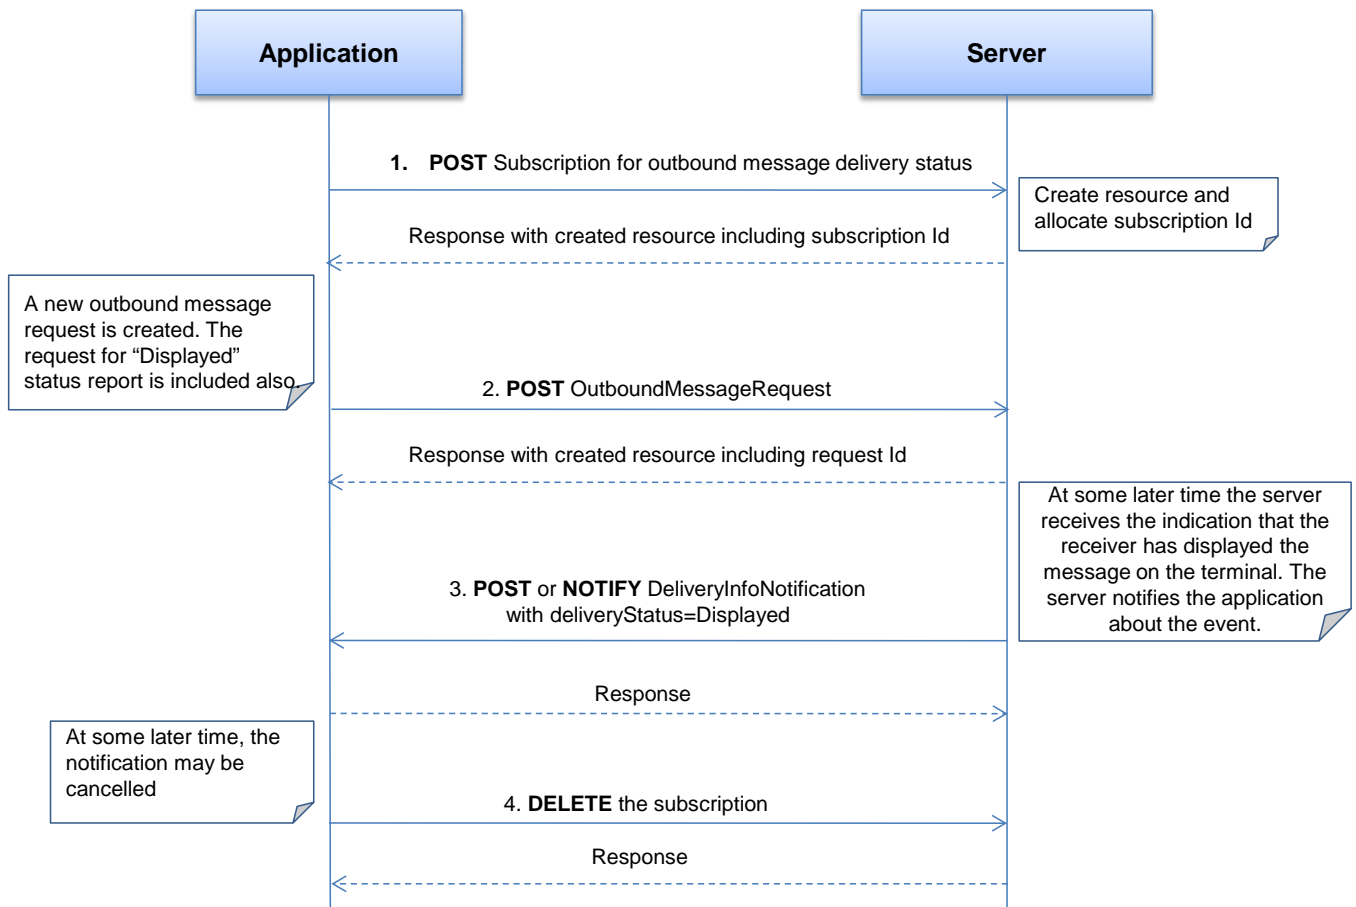 Application
Server
1. POST Subscription for outbound message delivery status
Create resource and
allocate subscription Id
Response with created resource including subscription Id
A new outbound message
request is created. The
request for “Displayed”
status report is included also.
2. POST OutboundMessageRequest
Response with created resource including request Id
At some later time the server
receives the indication that the
receiver has displayed the
message on the terminal. The
server notifies the application
about the event.
3. POST or NOTIFY DeliveryInfoNotification
with deliveryStatus=Displayed
Response
At some later time, the
notification may be
cancelled
4. DELETE the subscription
Response